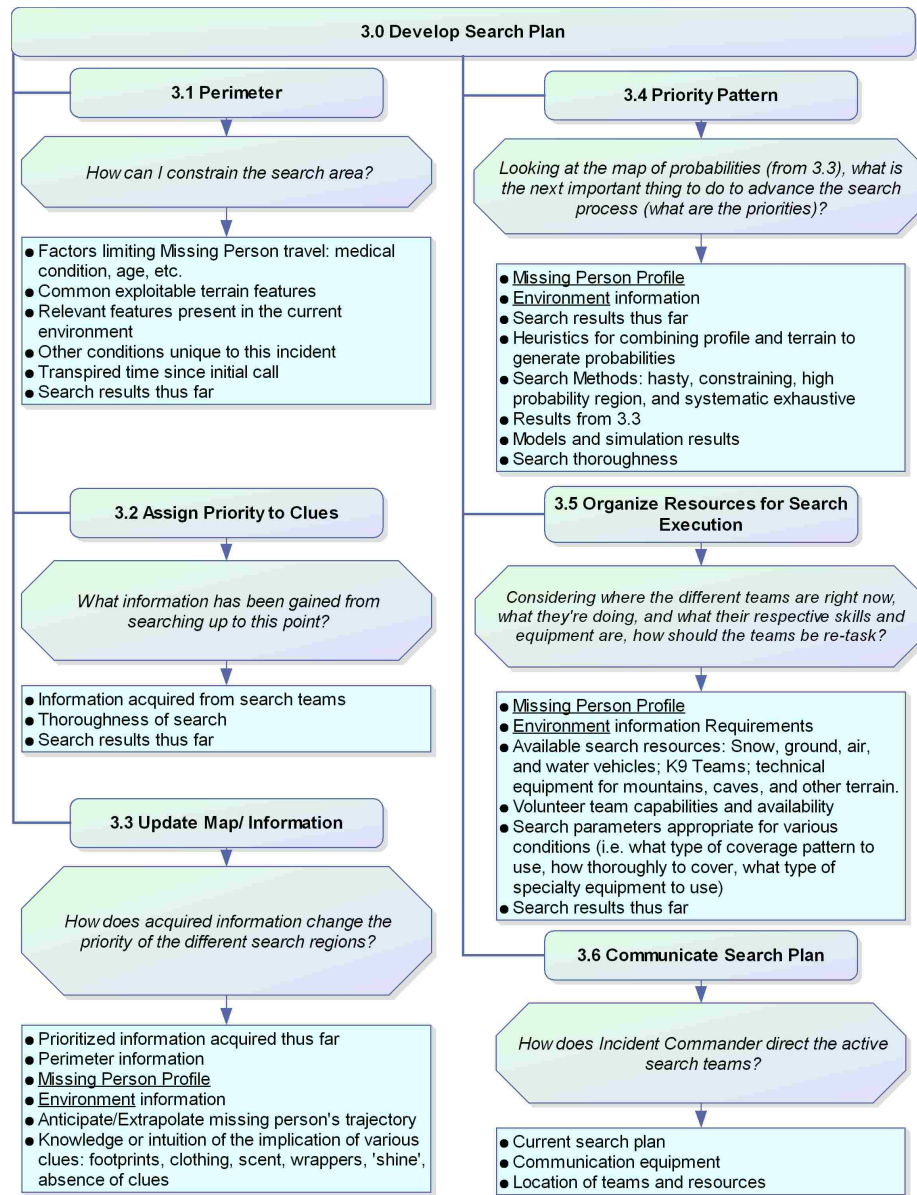 3.0 Develop Search Plan
3.1 Perimeter
How can I constrain the search area?
● Factors limiting Missing Person travel: medical
condition, age, etc.
● Common exploitable terrain features
● Relevant features present in the current
environment
● Other conditions unique to this incident
● Transpired time since initial call
● Search results thus far
3.2 Assign Priority to Clues
What information has been gained from
searching up to this point?
● Information acquired from search teams
● Thoroughness of search
● Search results thus far
3.3 Update Map/ Information
How does acquired information change the
priority of the different search regions?
● Prioritized information acquired thus far
● Perimeter information
● Missing Person Profile
● Environment information
● Anticipate/Extrapolate missing person's trajectory
● Knowledge or intuition of the implication of various
clues: footprints, clothing, scent, wrappers, 'shine',
absence of clues
3.4 Priority Pattern
Looking at the map of probabilities (from 3.3), what is
the next important thing to do to advance the search
process (what are the priorities)?
● Missing Person Profile
● Environment information
● Search results thus far
● Heuristics for combining profile and terrain to
generate probabilities
● Search Methods: hasty, constraining, high
probability region, and systematic exhaustive
● Results from 3.3
● Models and simulation results
● Search thoroughness
3.5 Organize Resources for Search
Execution
Considering where the different teams are right now,
what they're doing, and what their respective skills and
equipment are, how should the teams be re-task?
● Missing Person Profile
● Environment information Requirements
● Available search resources: Snow, ground, air,
and water vehicles; K9 Teams; technical
equipment for mountains, caves, and other terrain.
● Volunteer team capabilities and availability
● Search parameters appropriate for various
conditions (i.e. what type of coverage pattern to
use, how thoroughly to cover, what type of
specialty equipment to use)
● Search results thus far
3.6 Communicate Search Plan
How does Incident Commander direct the active
search teams?
● Current search plan
● Communication equipment
● Location of teams and resources